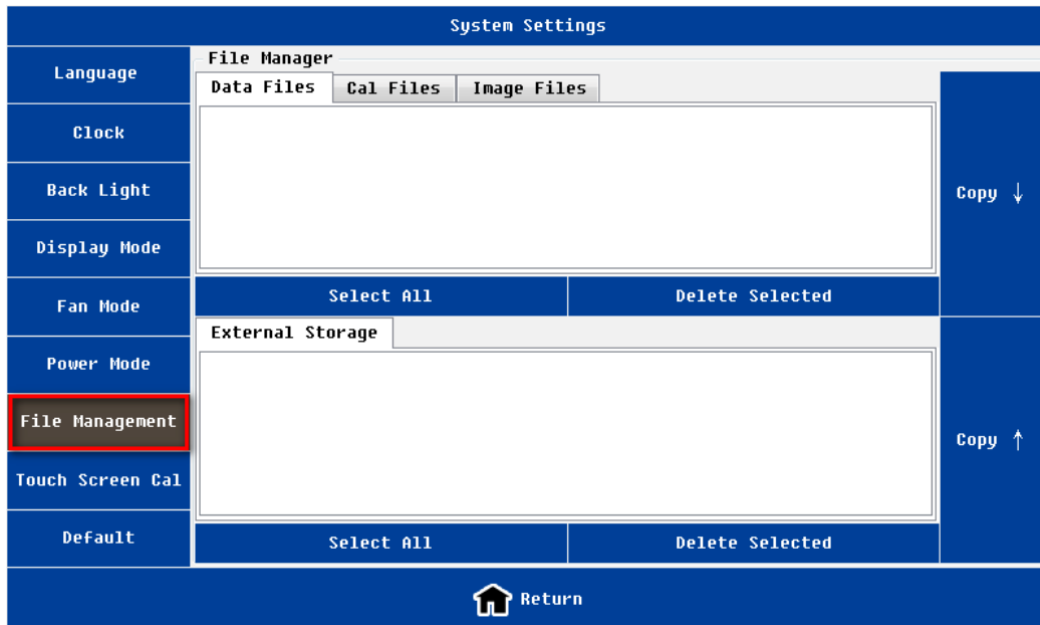 System Settings
Language
Clock
Back Light
Display Mode
Fan Mode
Power Mode
File Management
Touch Screen Cal
Default
File Manager
Data Files
Cal Files
Image Files
Select All
Delete Selected
Copy ↓
External Storage
Select All
Delete Selected
Copy ↑
Return